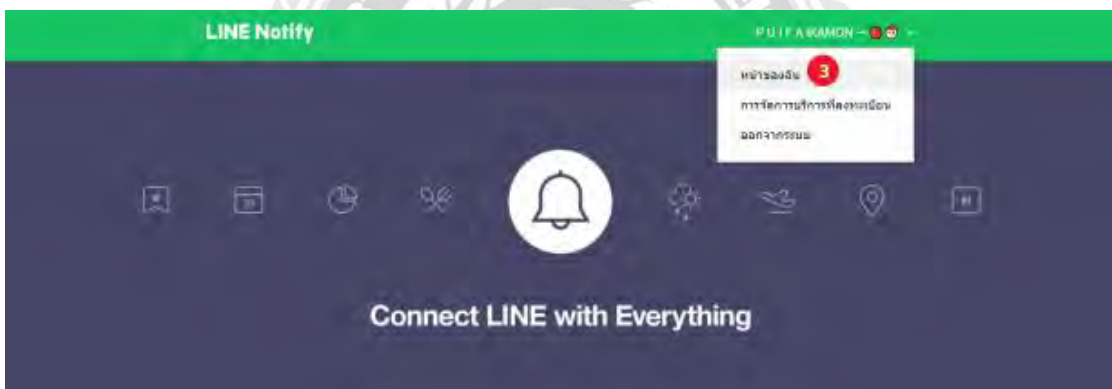 LINE Notify
หน้าของฉัน 3
การจัดการบริการที่ลงทะเบียน
ออกจากระบบ
Connect LINE with Everything